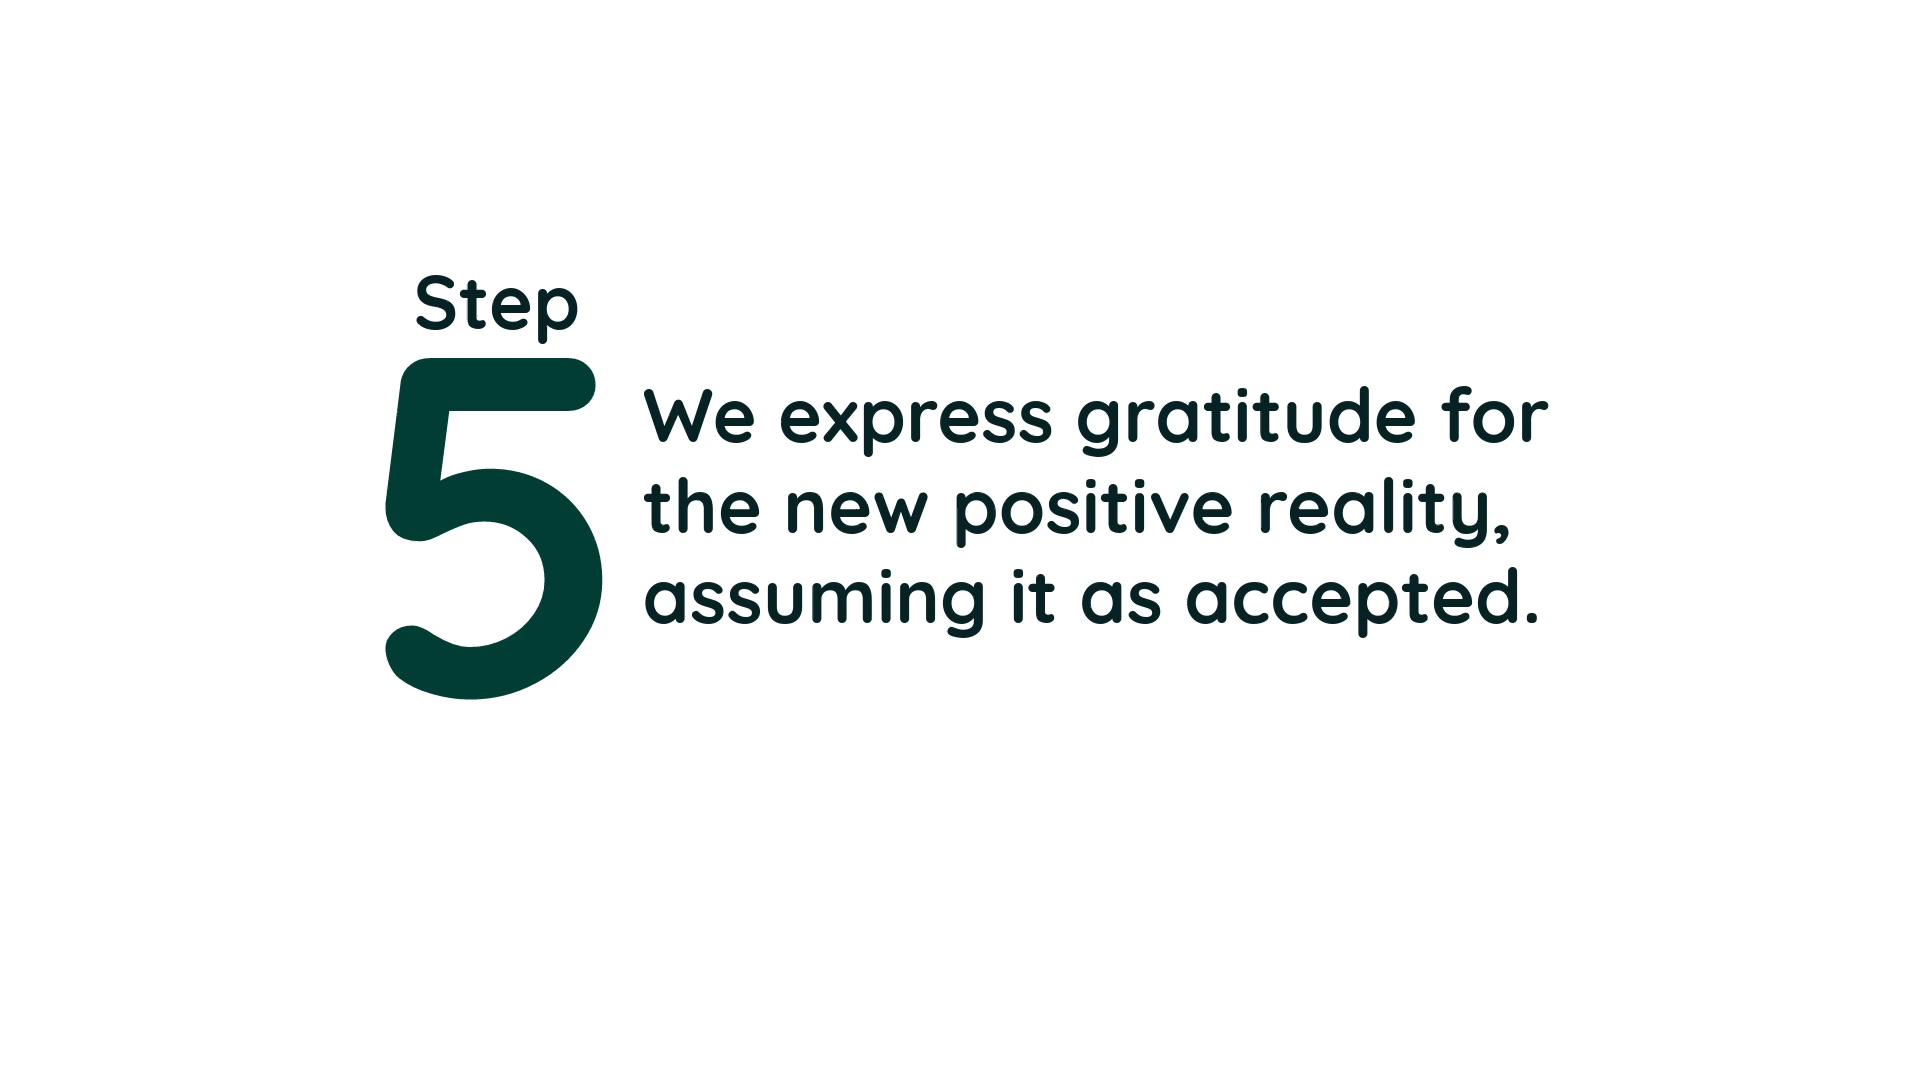 Step
5
We express gratitude for
the new positive reality,
assuming it as accepted.